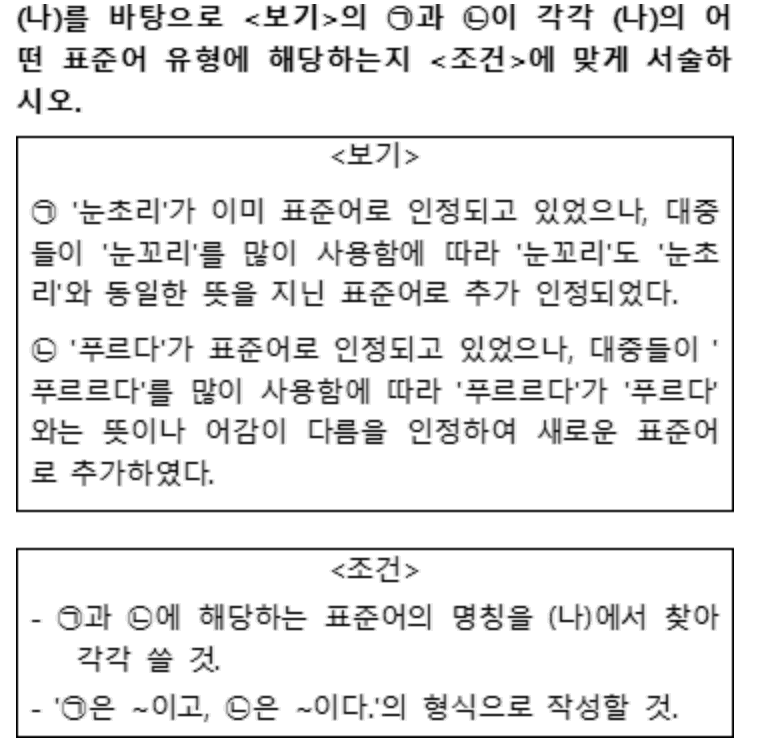 (나)를 바탕으로 <보기>의 ㉠과 ㉡이 각각 (나)의 어
떤 표준어 유형에 해당하는지 <조건>에 맞게 서술하
시오.
<보기>
㉠ '눈초리'가 이미 표준어로 인정되고 있었으나, 대중
들이 '눈꼬리'를 많이 사용함에 따라 '눈꼬리'도 '눈초
리'와 동일한 뜻을 지닌 표준어로 추가 인정되었다.
㉡ '푸르다'가 표준어로 인정되고 있었으나, 대중들이 '
푸르르다'를 많이 사용함에 따라 '푸르르다'가 '푸르다'
와는 뜻이나 어감이 다름을 인정하여 새로운 표준어
로 추가하였다.
<조건>
- ㉠과 ㉡에 해당하는 표준어의 명칭을 (나)에서 찾아
각각 쓸 것.
- '㉠은 ~이고, ㉡은 ~이다.'의 형식으로 작성할 것.